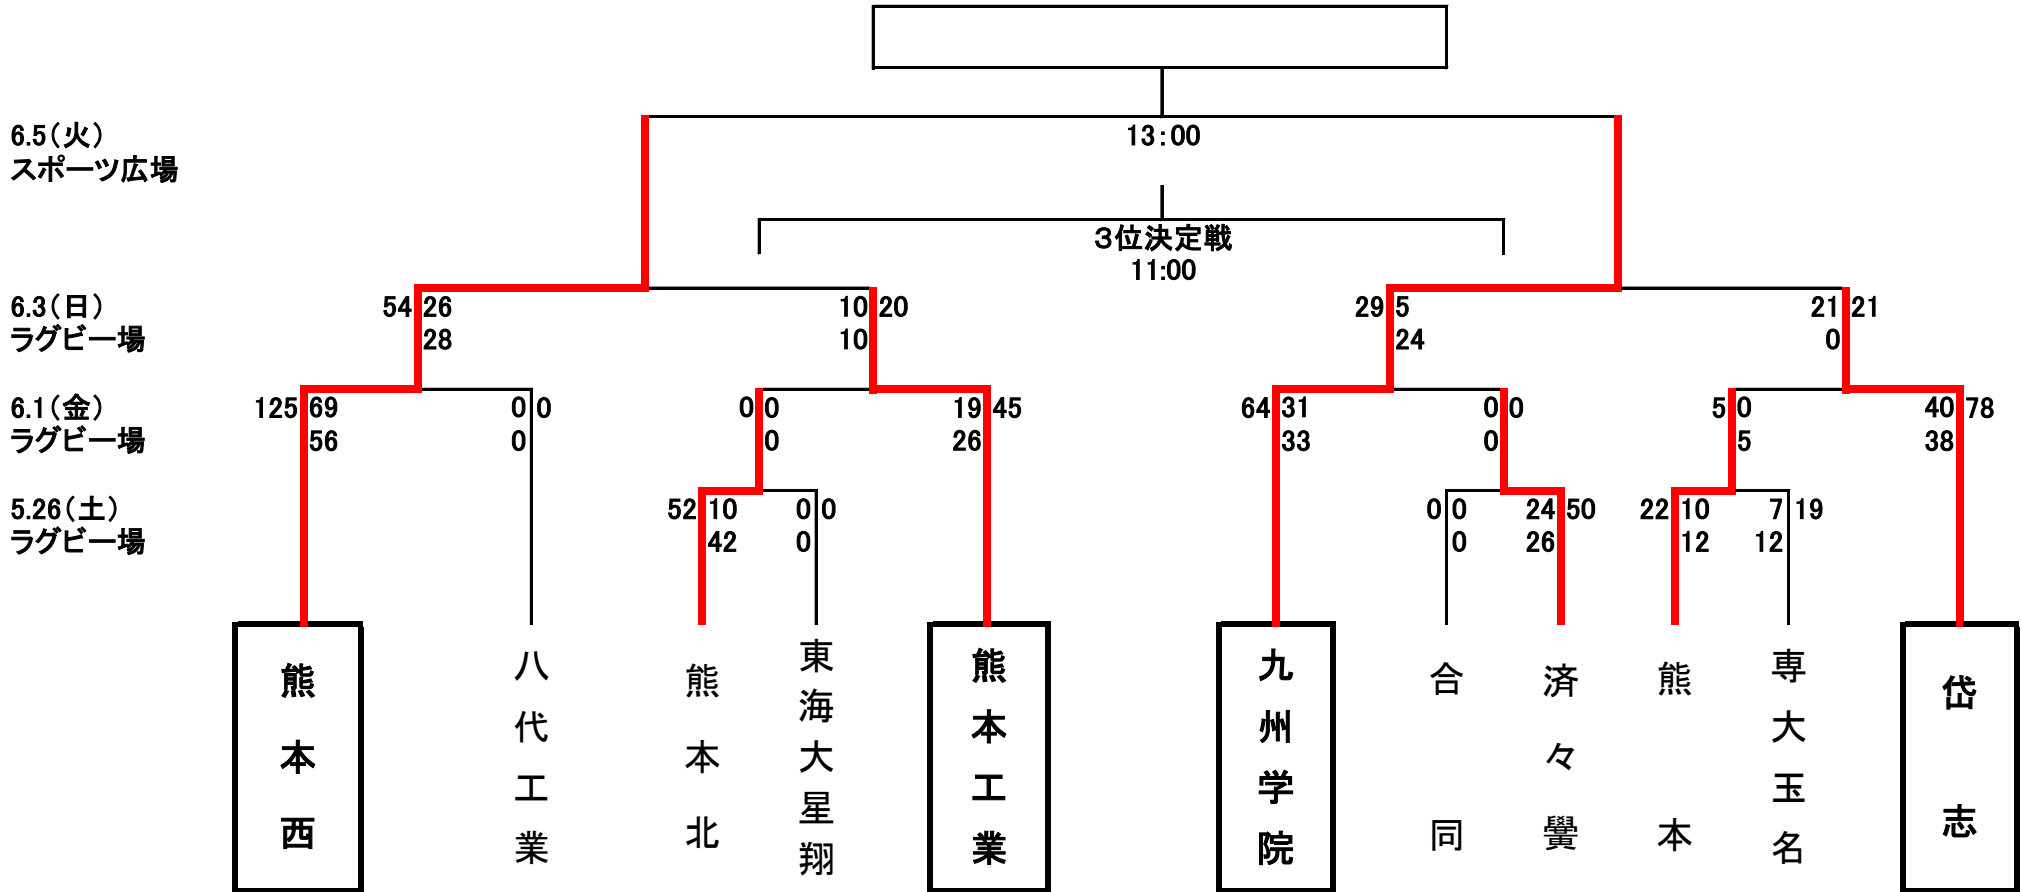 6.5(火)
スポーツ広場
13:00
3位決定戦
11:00
6.3(日)
ラグビー場
54 26 10 20 29 5 21 21
28 10 24 0
6.1(金)
ラグビー場
125 69 0 0 0 0 19 45 64 31 0 0 5 0 40 78
56 0 0 26 33 0 5 38
5.26(土)
ラグビー場
52 10 0 0 0 0 24 50 22 10 7 19
42 0 0 26 12 12
熊本西
八代工業
熊本北
東海大星翔
熊本工業
九州学院
合同
済々黌
熊本
専大玉名
岱志